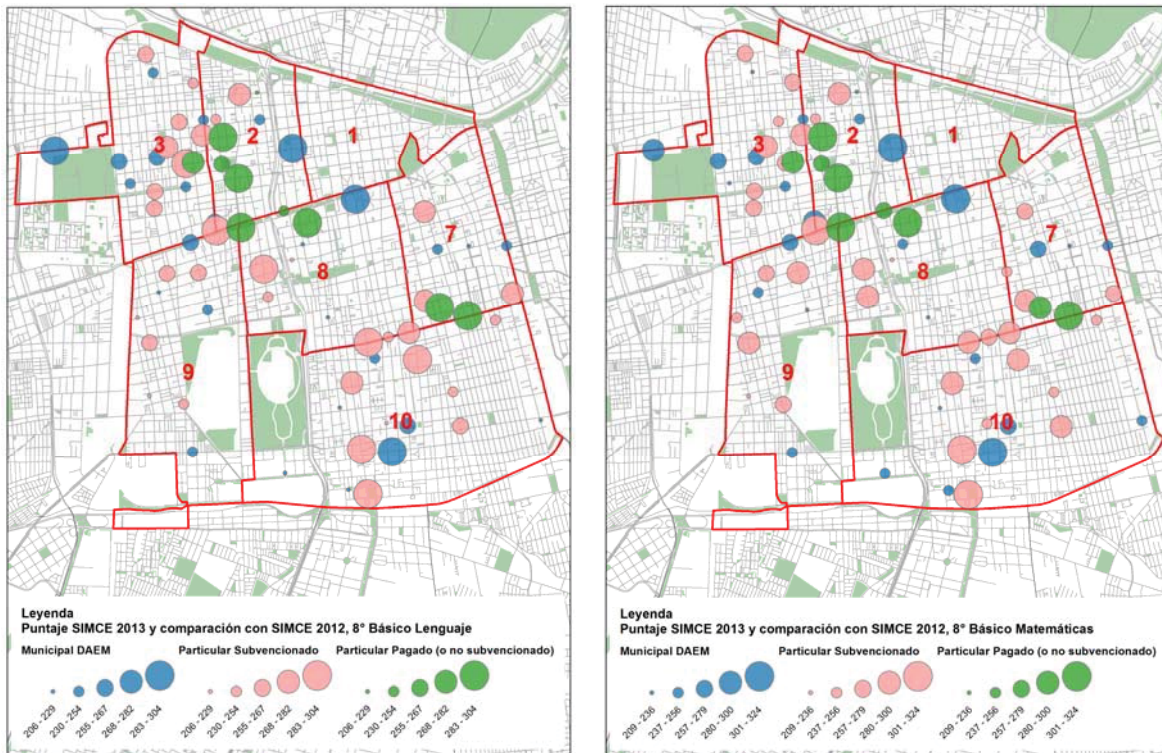 1
2
3
7
8
9
10
Leyenda
Puntaje SIMCE 2013 y comparación con SIMCE 2012, 8° Básico Lenguaje
Municipal DAEM
206 - 229
230 - 254
255 - 267
268 - 282
283 - 304
Particular Subvencionado
206 - 229
230 - 254
255 - 267
268 - 282
283 - 304
Particular Pagado (o no subvencionado)
206 - 229
230 - 254
255 - 267
268 - 282
283 - 304
1
2
3
7
8
9
10
Leyenda
Puntaje SIMCE 2013 y comparación con SIMCE 2012, 8° Básico Matemáticas
Municipal DAEM
209 - 236
237 - 256
257 - 279
280 - 300
301 - 324
Particular Subvencionado
209 - 236
237 - 256
257 - 279
280 - 300
301 - 324
Particular Pagado (o no subvencionado)
209 - 236
237 - 256
257 - 279
280 - 300
301 - 324